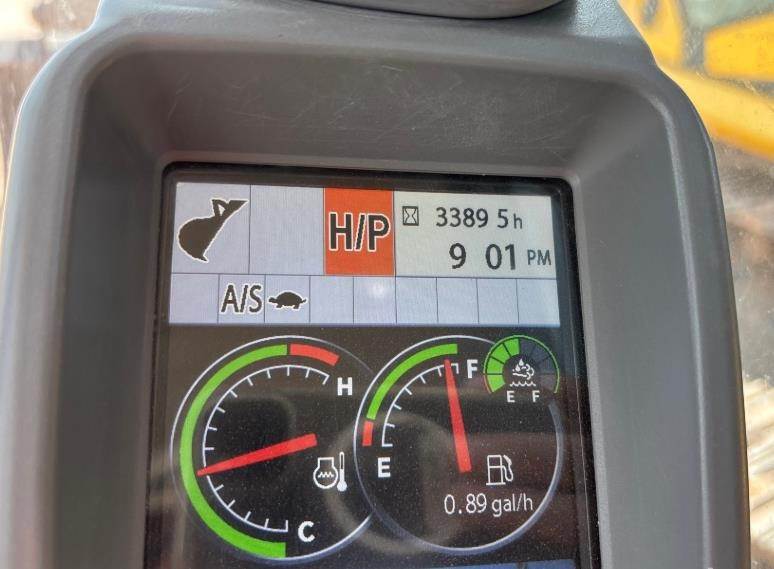 H/P
3389 5 h
9 01 PM
A/S
H
F
E F
E
0.89 gal/h
C